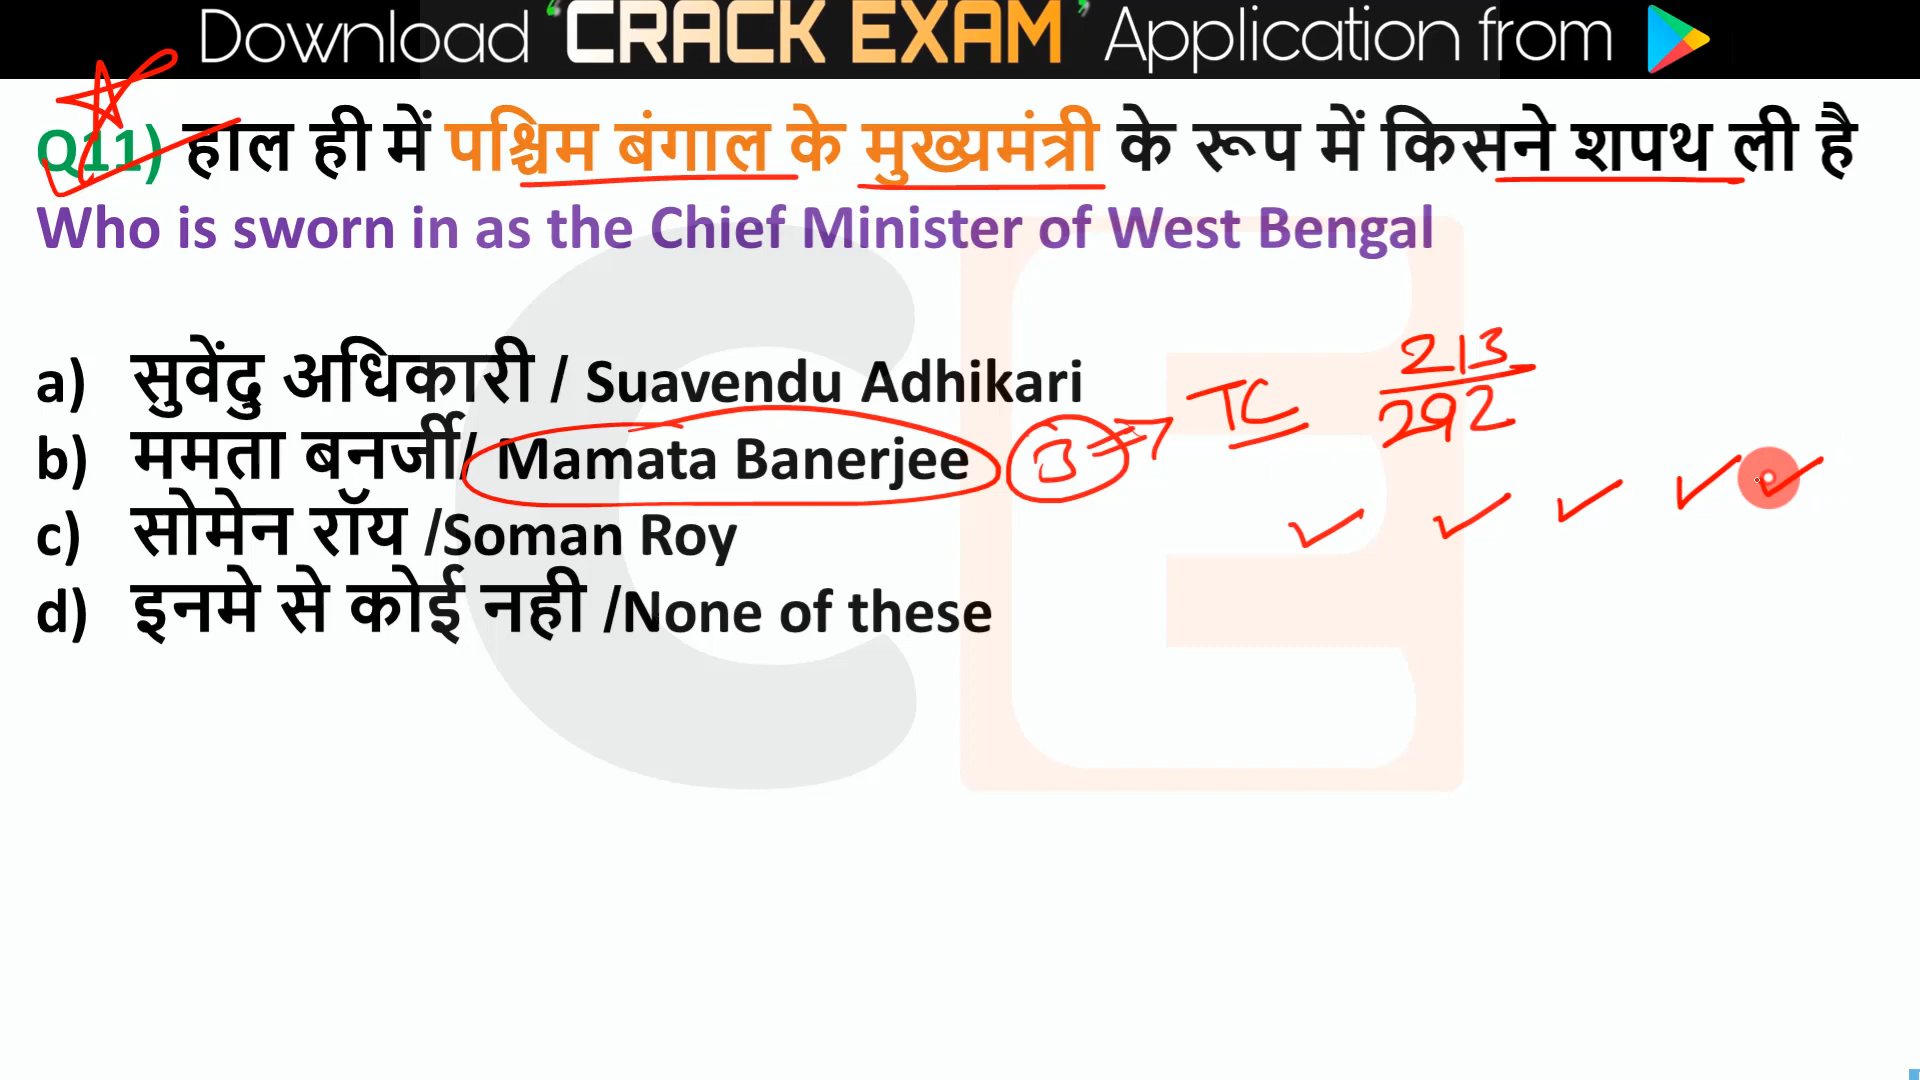 Download ‘CRACK EXAM’ Application from
Q11) हाल ही में पश्चिम बंगाल के मुख्यमंत्री के रूप में किसने शपथ ली है
Who is sworn in as the Chief Minister of West Bengal
a) सुवेंदु अधिकारी / Suavendu Adhikari
b) ममता बनर्जी/ Mamata Banerjee 3 TC 213/292
c) सोमेन रॉय /Soman Roy
d) इनमे से कोई नही /None of these
CE